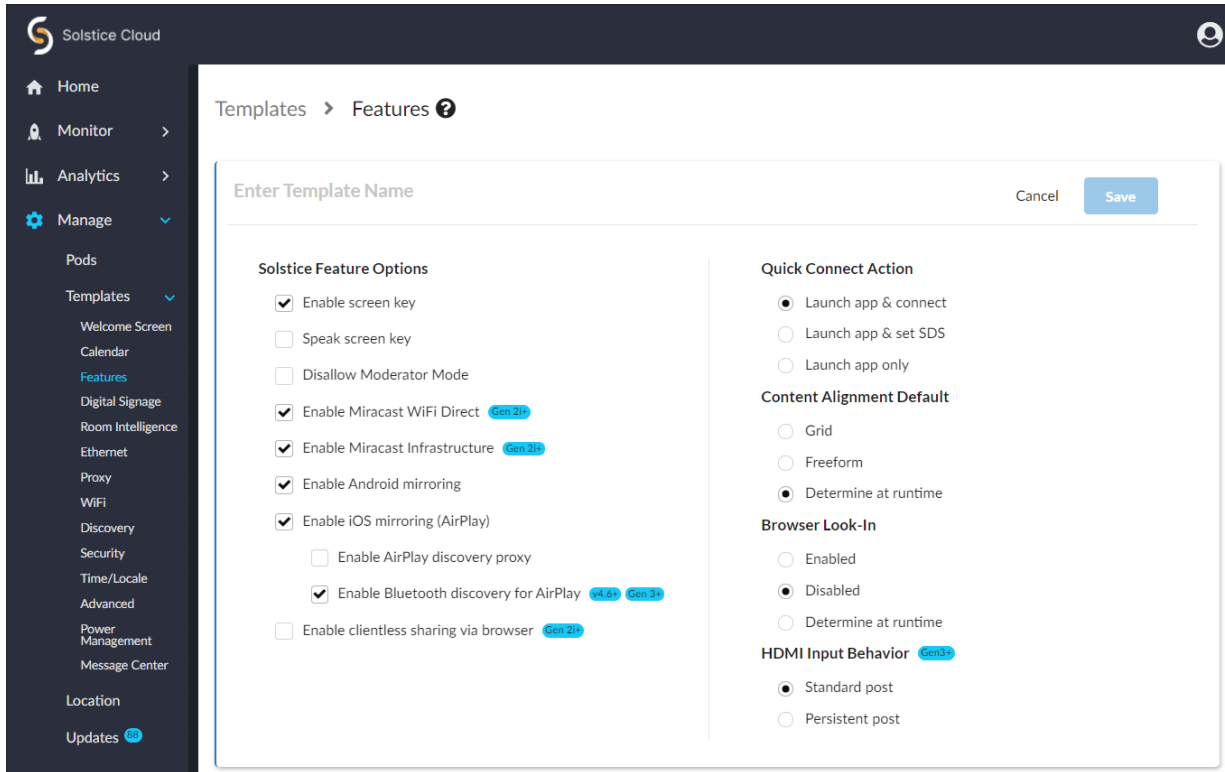 Solstice Cloud
Home
Monitor
Analytics
Manage
Pods
Templates
Welcome Screen
Calendar
Features
Digital Signage
Room Intelligence
Ethernet
Proxy
WiFi
Discovery
Security
Time/Locale
Advanced
Power
Management
Message Center
Location
Updates 88
Templates > Features ?
Enter Template Name
Cancel
Save
Solstice Feature Options
Enable screen key
Speak screen key
Disallow Moderator Mode
Enable Miracast WiFi Direct Gen 2i+
Enable Miracast Infrastructure Gen 2i+
Enable Android mirroring
Enable iOS mirroring (AirPlay)
Enable AirPlay discovery proxy
Enable Bluetooth discovery for AirPlay v4.6+ Gen 3+
Enable clientless sharing via browser Gen 2i+
Quick Connect Action
Launch app & connect
Launch app & set SDS
Launch app only
Content Alignment Default
Grid
Freeform
Determine at runtime
Browser Look-In
Enabled
Disabled
Determine at runtime
HDMI Input Behavior Gen3+
Standard post
Persistent post